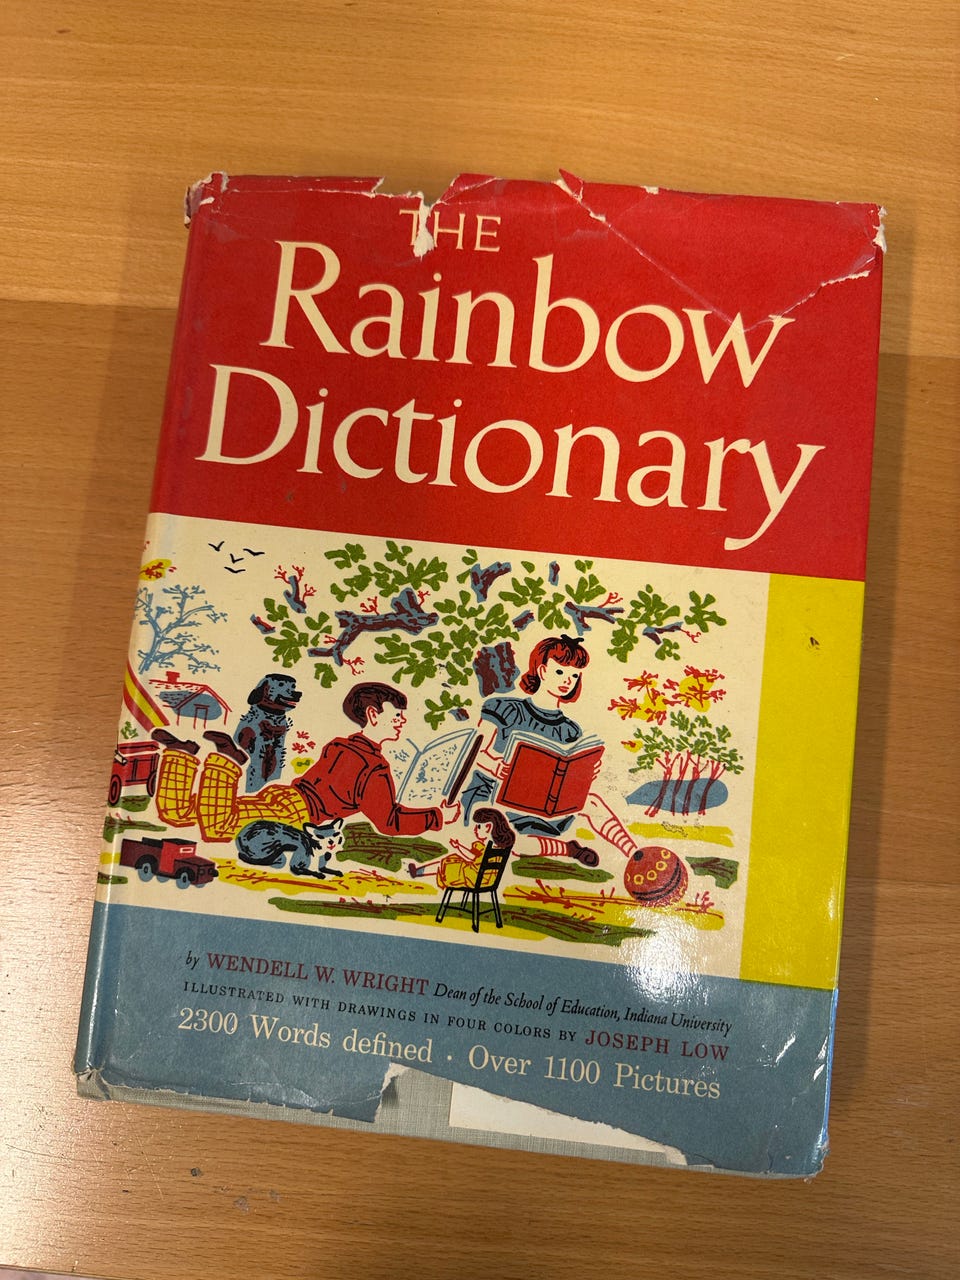 THE
Rainbow
Dictionary
by WENDELL W. WRIGHT Dean of the School of Education, Indiana University
ILLUSTRATED WITH DRAWINGS IN FOUR COLORS BY JOSEPH LOW
2300 Words defined · Over 1100 Pictures